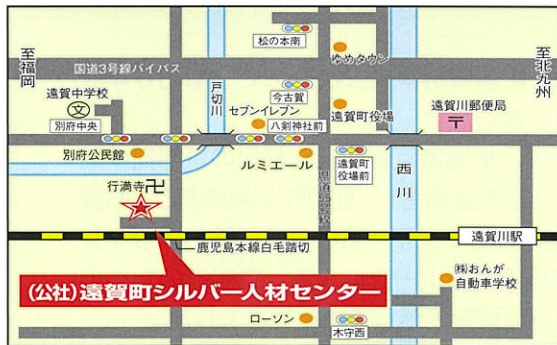 松の本南
ゆめタウン
至福岡
国道3号線バイパス
至北九州
戸切川
遠賀中学校
文
別府中央
今古賀
セブンイレブン
八剣神社前
遠賀町役場
遠賀川郵便局
〒
別府公民館
ルミエール
遠賀町
役場前
西川
行満寺
卍
遠賀川駅
鹿児島本線白毛踏切
(公社)遠賀町シルバー人材センター
㈱おんが
自動車学校
ローソン
木守西